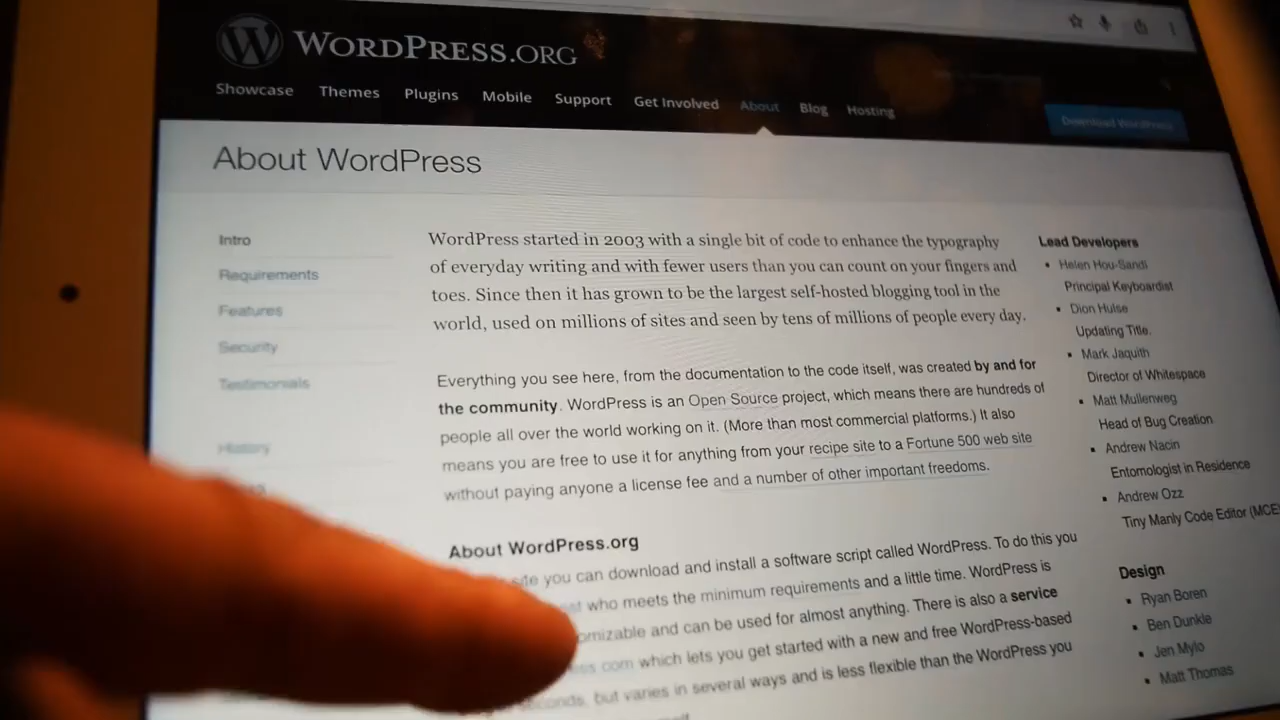 WORDPRESS.ORG
Showcase Themes Plugins Mobile Support Get Involved About Blog Hosting
Download WordPress
About WordPress
Intro
Requirements
Features
Security
Testimonials
History
WordPress started in 2003 with a single bit of code to enhance the typography
of everyday writing and with fewer users than you can count on your fingers and
toes. Since then it has grown to be the largest self-hosted blogging tool in the
world, used on millions of sites and seen by tens of millions of people every day.
Everything you see here, from the documentation to the code itself, was created by and for
the community. WordPress is an Open Source project, which means there are hundreds of
people all over the world working on it. (More than most commercial platforms.) It also
means you are free to use it for anything from your recipe site to a Fortune 500 web site
without paying anyone a license fee and a number of other important freedoms.
About WordPress.org
site you can download and install a software script called WordPress. To do this you
who meets the minimum requirements and a little time. WordPress is
omizable and can be used for almost anything. There is also a service
com which lets you get started with a new and free WordPress-based
seconds, but varies in several ways and is less flexible than the WordPress you
Lead Developers
Helen Hou-Sandí
Principal Keyboardist
Dion Hulse
Updating Title.
Mark Jaquith
Director of Whitespace
Matt Mullenweg
Head of Bug Creation
Andrew Nacin
Entomologist in Residence
Andrew Ozz
Tiny Manly Code Editor (MCE
Design
Ryan Boren
Ben Dunkle
Jen Mylo
Matt Thomas